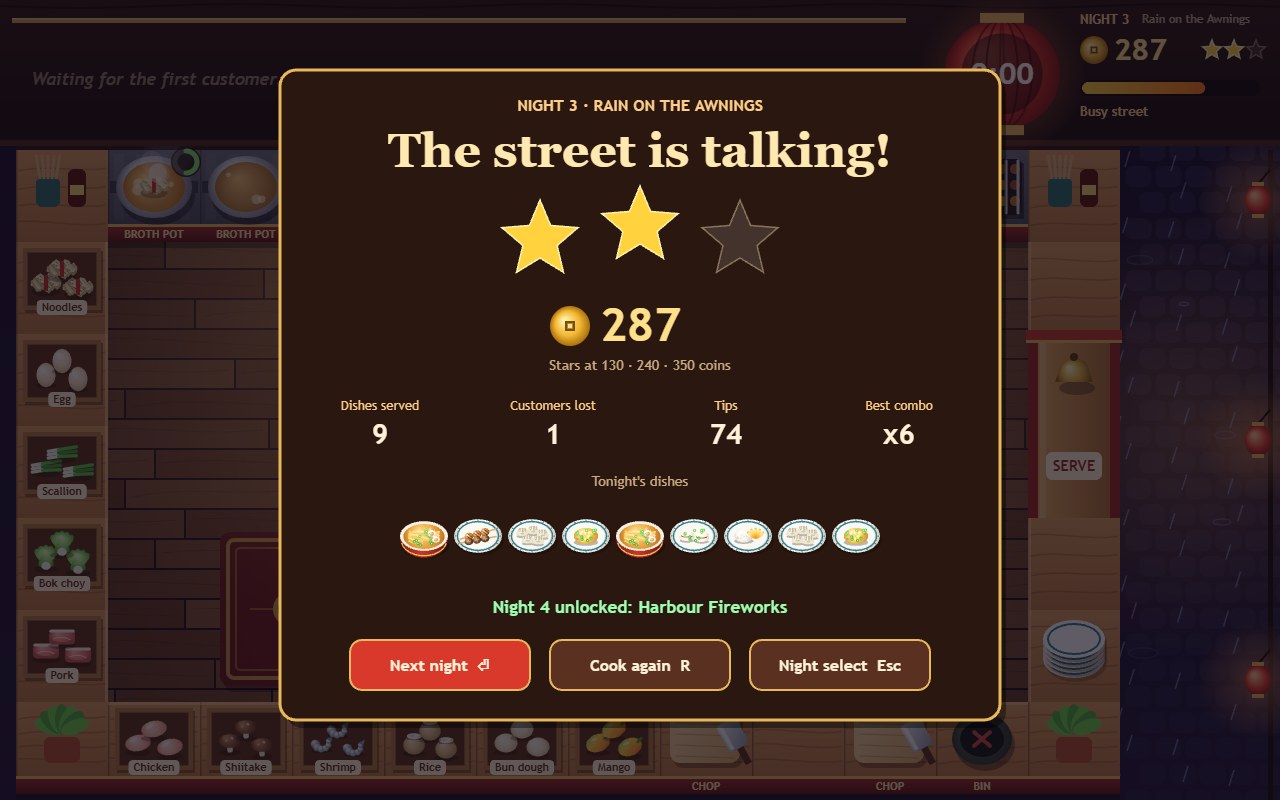 NIGHT 3 Rain on the Awnings
287
Waiting for the first customer
Busy street
NIGHT 3 · RAIN ON THE AWNINGS
The street is talking!
287
Stars at 130 · 240 · 350 coins
Dishes served Customers lost Tips Best combo
9 1 74 x6
Tonight's dishes
Night 4 unlocked: Harbour Fireworks
Next night ⏎ Cook again R Night select Esc
BROTH POT BROTH POT
Noodles
Egg
Scallion
Bok choy
Pork
SERVE
Chicken Shiitake Shrimp Rice Bun dough Mango
CHOP CHOP BIN